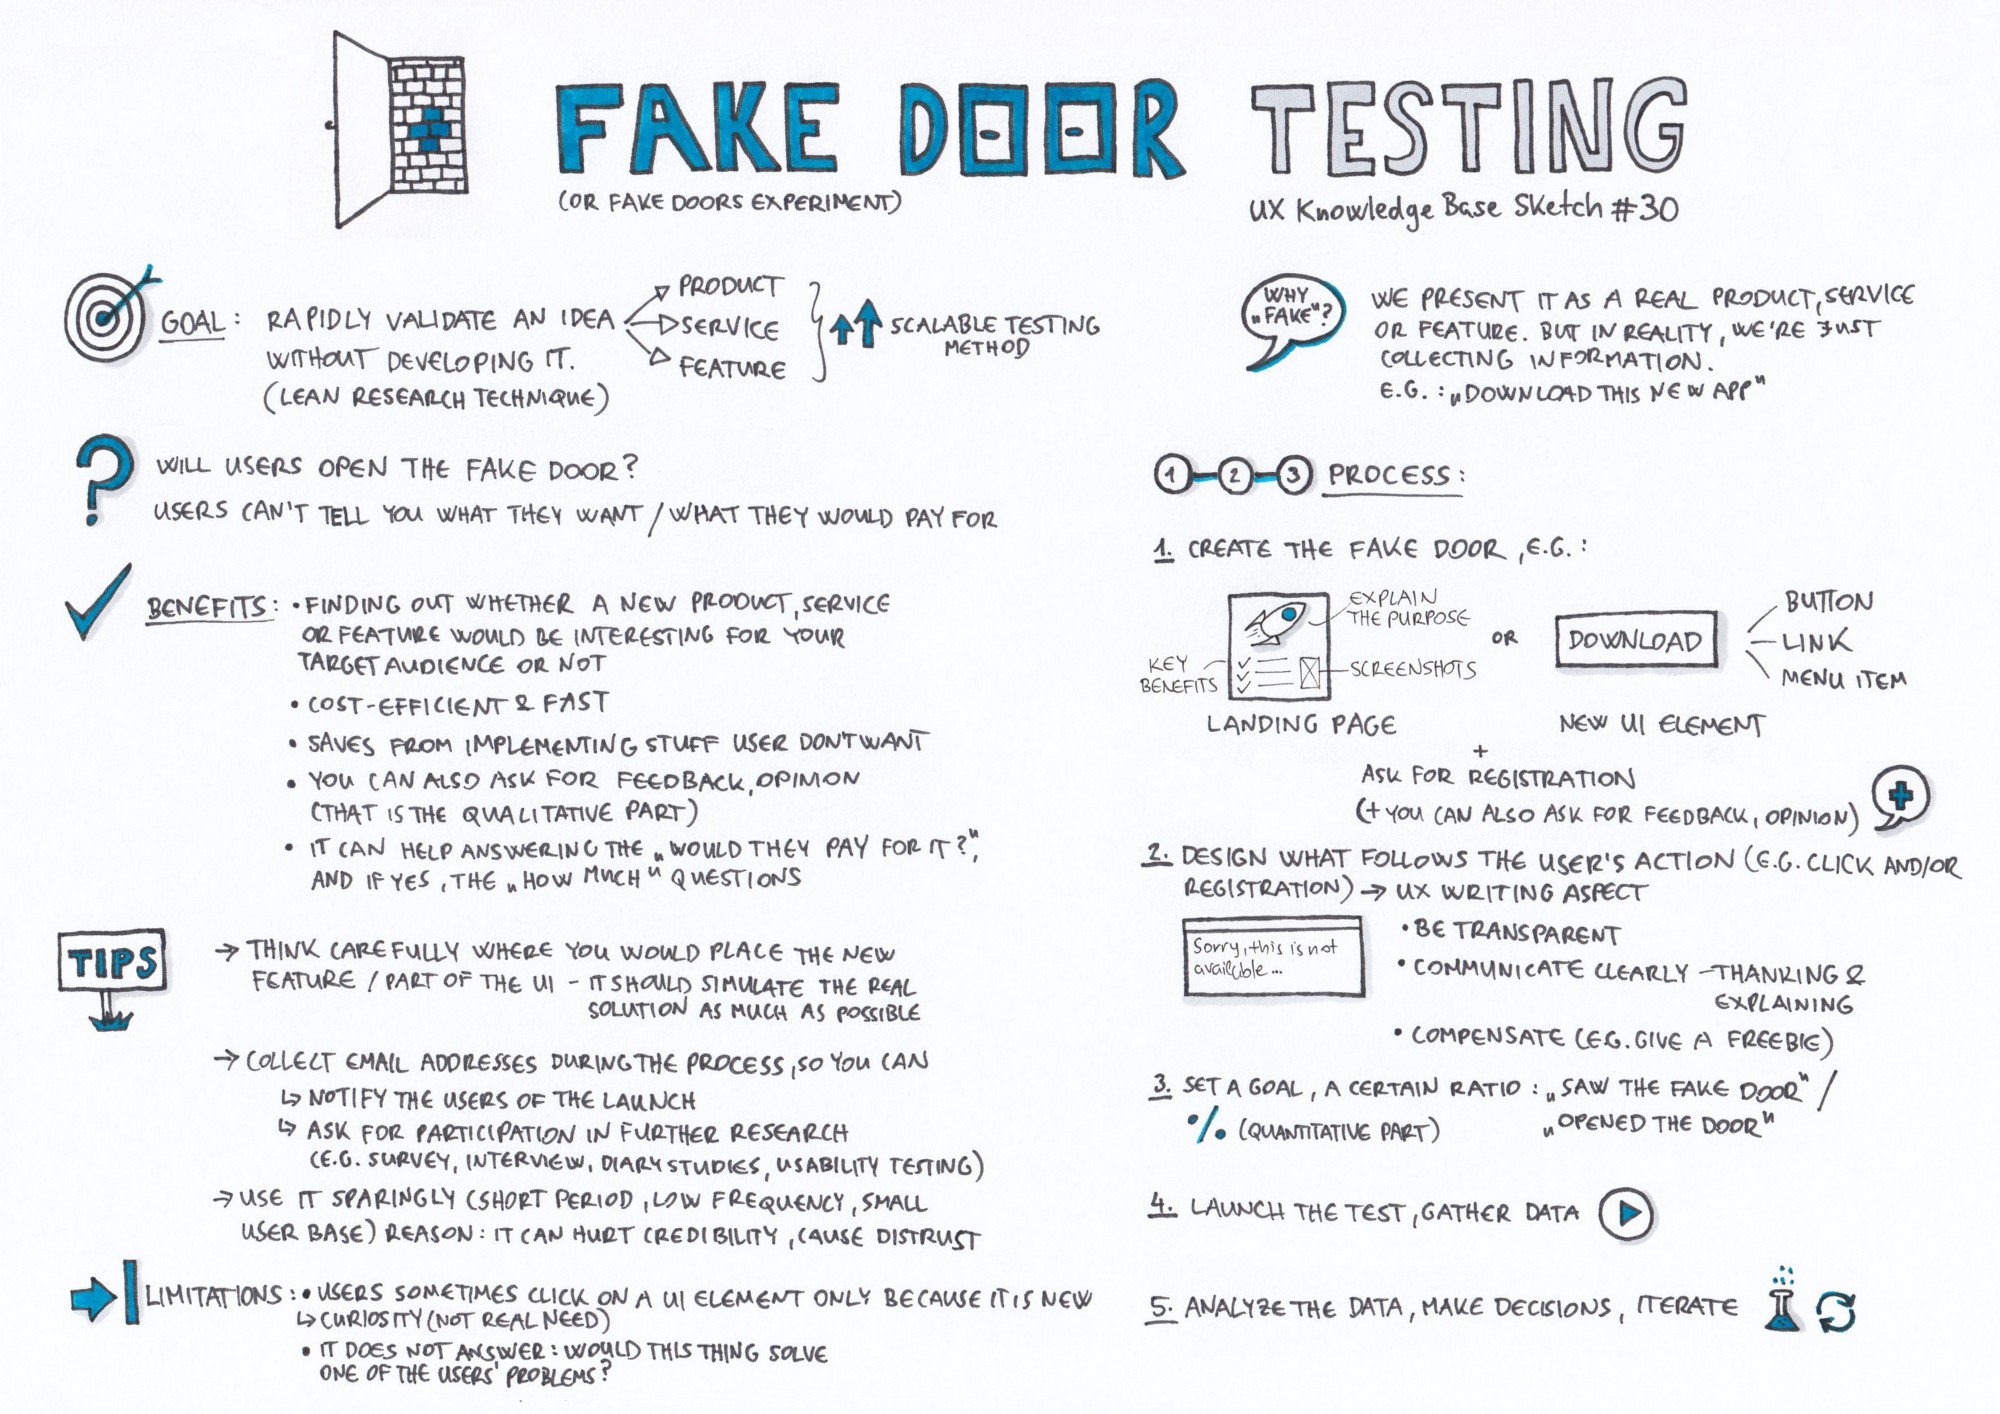 FAKE DOOR TESTING
(OR FAKE DOORS EXPERIMENT)
UX Knowledge Base Sketch #30
GOAL: RAPIDLY VALIDATE AN IDEA
WITHOUT DEVELOPING IT.
(LEAN RESEARCH TECHNIQUE)
PRODUCT
SERVICE
FEATURE
SCALABLE TESTING
METHOD
WHY
„FAKE"?
WE PRESENT IT AS A REAL PRODUCT, SERVICE
OR FEATURE. BUT IN REALITY, WE'RE JUST
COLLECTING INFORMATION.
E.G.: „DOWNLOAD THIS NEW APP"
?
WILL USERS OPEN THE FAKE DOOR?
USERS CAN'T TELL YOU WHAT THEY WANT / WHAT THEY WOULD PAY FOR
BENEFITS: • FINDING OUT WHETHER A NEW PRODUCT, SERVICE
OR FEATURE WOULD BE INTERESTING FOR YOUR
TARGET AUDIENCE OR NOT
• COST-EFFICIENT & FAST
• SAVES FROM IMPLEMENTING STUFF USER DON'T WANT
• YOU CAN ALSO ASK FOR FEEDBACK, OPIMON
(THAT IS THE QUALITATIVE PART)
• IT CAN HELP ANSWERING THE „WOULD THEY PAY FOR IT?",
AND IF YES, THE „HOW MUCH" QUESTIONS
TIPS
→ THINK CAREFULLY WHERE YOU WOULD PLACE THE NEW
FEATURE / PART OF THE UI - IT SHOULD SIMULATE THE REAL
SOLUTION AS MUCH AS POSSIBLE
→ COLLECT EMAIL ADDRESSES DURING THE PROCESS, SO YOU CAN
↳ NOTIFY THE USERS OF THE LAUNCH
↳ ASK FOR PARTICIPATION IN FURTHER RESEARCH
(E.G. SURVEY, INTERVIEW, DIARY STUDIES, USABILITY TESTING)
→ USE IT SPARINGLY (SHORT PERIOD, LOW FREQUENCY, SMALL
USER BASE) REASON: IT CAN HURT CREDIBILITY, CAUSE DISTRUST
LIMITATIONS: • USERS SOMETIMES CLICK ON A UI ELEMENT ONLY BECAUSE IT IS NEW
↳ CURIOSITY (NOT REAL NEED)
• IT DOES NOT ANSWER: WOULD THIS THING SOLVE
ONE OF THE USERS' PROBLEMS?
1 2 3 PROCESS:
1. CREATE THE FAKE DOOR, E.G.:
EXPLAIN
THE PURPOSE
KEY
BENEFITS
SCREENSHOTS
LANDING PAGE
OR
DOWNLOAD
BUTTON
LINK
MENU ITEM
NEW UI ELEMENT
+
ASK FOR REGISTRATION
(+ YOU CAN ALSO ASK FOR FEEDBACK, OPINION)
2. DESIGN WHAT FOLLOWS THE USER'S ACTION (E.G. CLICK AND/OR
REGISTRATION) → UX WRITING ASPECT
Sorry, this is not
available...
• BE TRANSPARENT
• COMMUNICATE CLEARLY - THANKING &
EXPLAINING
• COMPENSATE (E.G. GIVE A FREEBIE)
3. SET A GOAL, A CERTAIN RATIO: „SAW THE FAKE DOOR" /
% (QUANTITATIVE PART) „OPENED THE DOOR"
4. LAUNCH THE TEST, GATHER DATA
5. ANALYZE THE DATA, MAKE DECISIONS, ITERATE